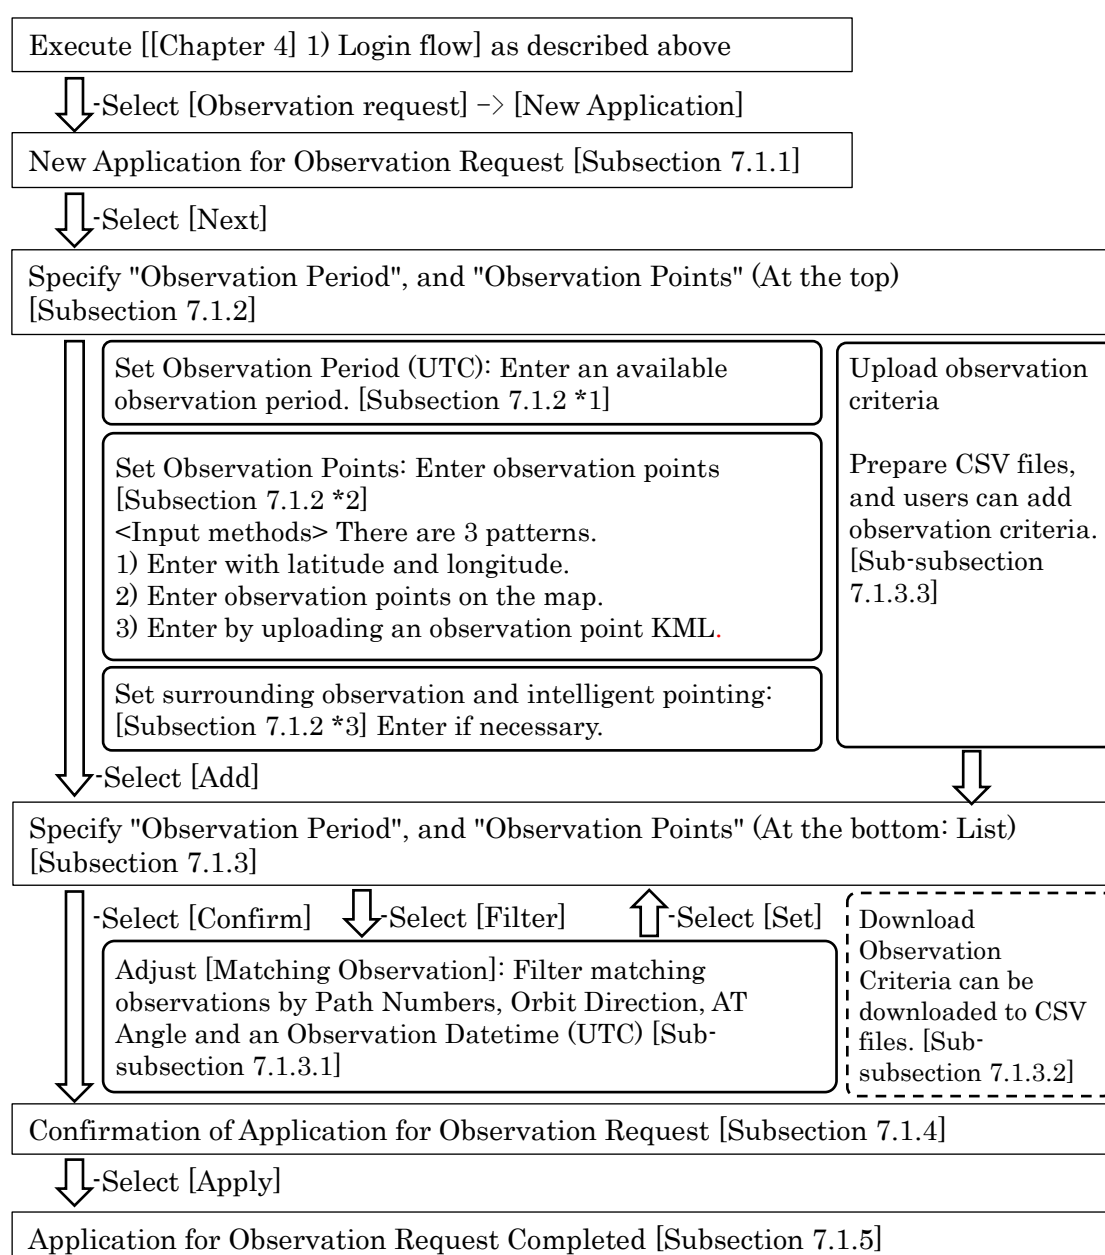 Execute [[Chapter 4] 1) Login flow] as described above
-Select [Observation request] -> [New Application]
New Application for Observation Request [Subsection 7.1.1]
-Select [Next]
Specify "Observation Period", and "Observation Points" (At the top)
[Subsection 7.1.2]
Set Observation Period (UTC): Enter an available
observation period. [Subsection 7.1.2 *1]
Set Observation Points: Enter observation points
[Subsection 7.1.2 *2]
<Input methods> There are 3 patterns.
1) Enter with latitude and longitude.
2) Enter observation points on the map.
3) Enter by uploading an observation point KML.
Set surrounding observation and intelligent pointing:
[Subsection 7.1.2 *3] Enter if necessary.
Upload observation
criteria
Prepare CSV files,
and users can add
observation criteria.
[Sub-subsection
7.1.3.3]
-Select [Add]
Specify "Observation Period", and "Observation Points" (At the bottom: List)
[Subsection 7.1.3]
-Select [Confirm]
-Select [Filter]
-Select [Set]
Adjust [Matching Observation]: Filter matching
observations by Path Numbers, Orbit Direction, AT
Angle and an Observation Datetime (UTC) [Sub-
subsection 7.1.3.1]
Download
Observation
Criteria can be
downloaded to CSV
files. [Sub-
subsection 7.1.3.2]
Confirmation of Application for Observation Request [Subsection 7.1.4]
-Select [Apply]
Application for Observation Request Completed [Subsection 7.1.5]